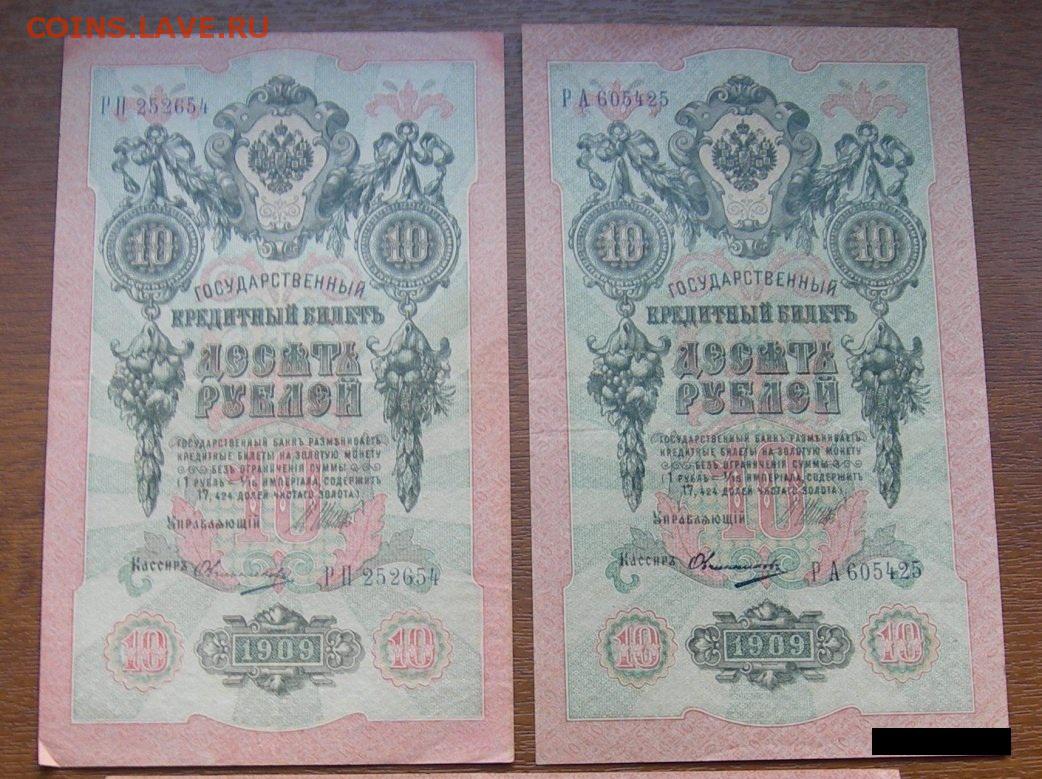 COINS.LAVE.RU
РП 252654
10 10
ГОСУДАРСТВЕННЫЙ
КРЕДИТНЫЙ БИЛЕТЪ
ДЕСЯТЬ
РУБЛЕЙ
ГОСУДАРСТВЕННЫЙ БАНКЪ РАЗМѢНИВАЕТЪ
КРЕДИТНЫЕ БИЛЕТЫ НА ЗОЛОТУЮ МОНЕТУ
БЕЗЪ ОГРАНИЧЕНІЯ СУММЫ
(1 РУБЛЬ = 1/15 ИМПЕРІАЛА, СОДЕРЖИТЪ
17,424 ДОЛЕЙ ЧИСТАГО ЗОЛОТА)
10
УПРАВЛЯЮЩІЙ
Кассиръ
РП 252654
10 1909 10
РА 605425
10 10
ГОСУДАРСТВЕННЫЙ
КРЕДИТНЫЙ БИЛЕТЪ
ДЕСЯТЬ
РУБЛЕЙ
ГОСУДАРСТВЕННЫЙ БАНКЪ РАЗМѢНИВАЕТЪ
КРЕДИТНЫЕ БИЛЕТЫ НА ЗОЛОТУЮ МОНЕТУ
БЕЗЪ ОГРАНИЧЕНІЯ СУММЫ
(1 РУБЛЬ = 1/15 ИМПЕРІАЛА, СОДЕРЖИТЪ
17,424 ДОЛЕЙ ЧИСТАГО ЗОЛОТА)
10
УПРАВЛЯЮЩІЙ
Кассиръ
РА 605425
10 1909 10